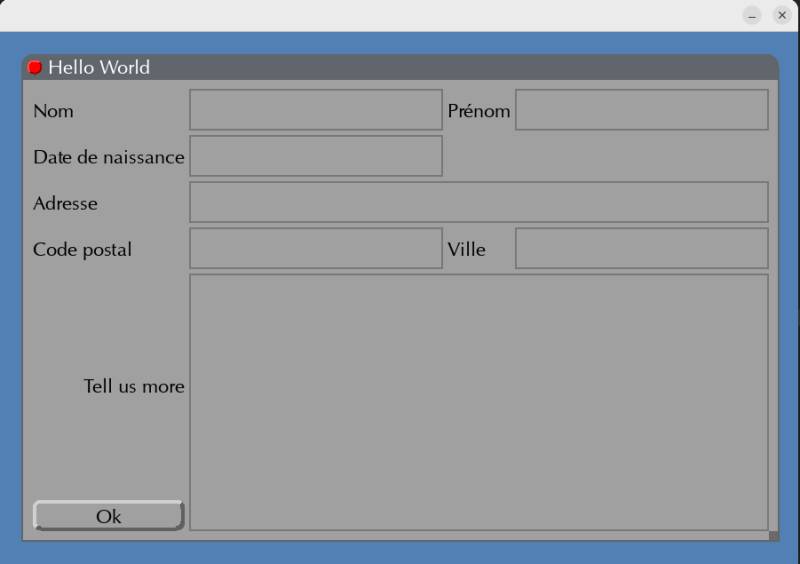 Hello World
Nom
Prénom
Date de naissance
Adresse
Code postal
Ville
Tell us more
Ok